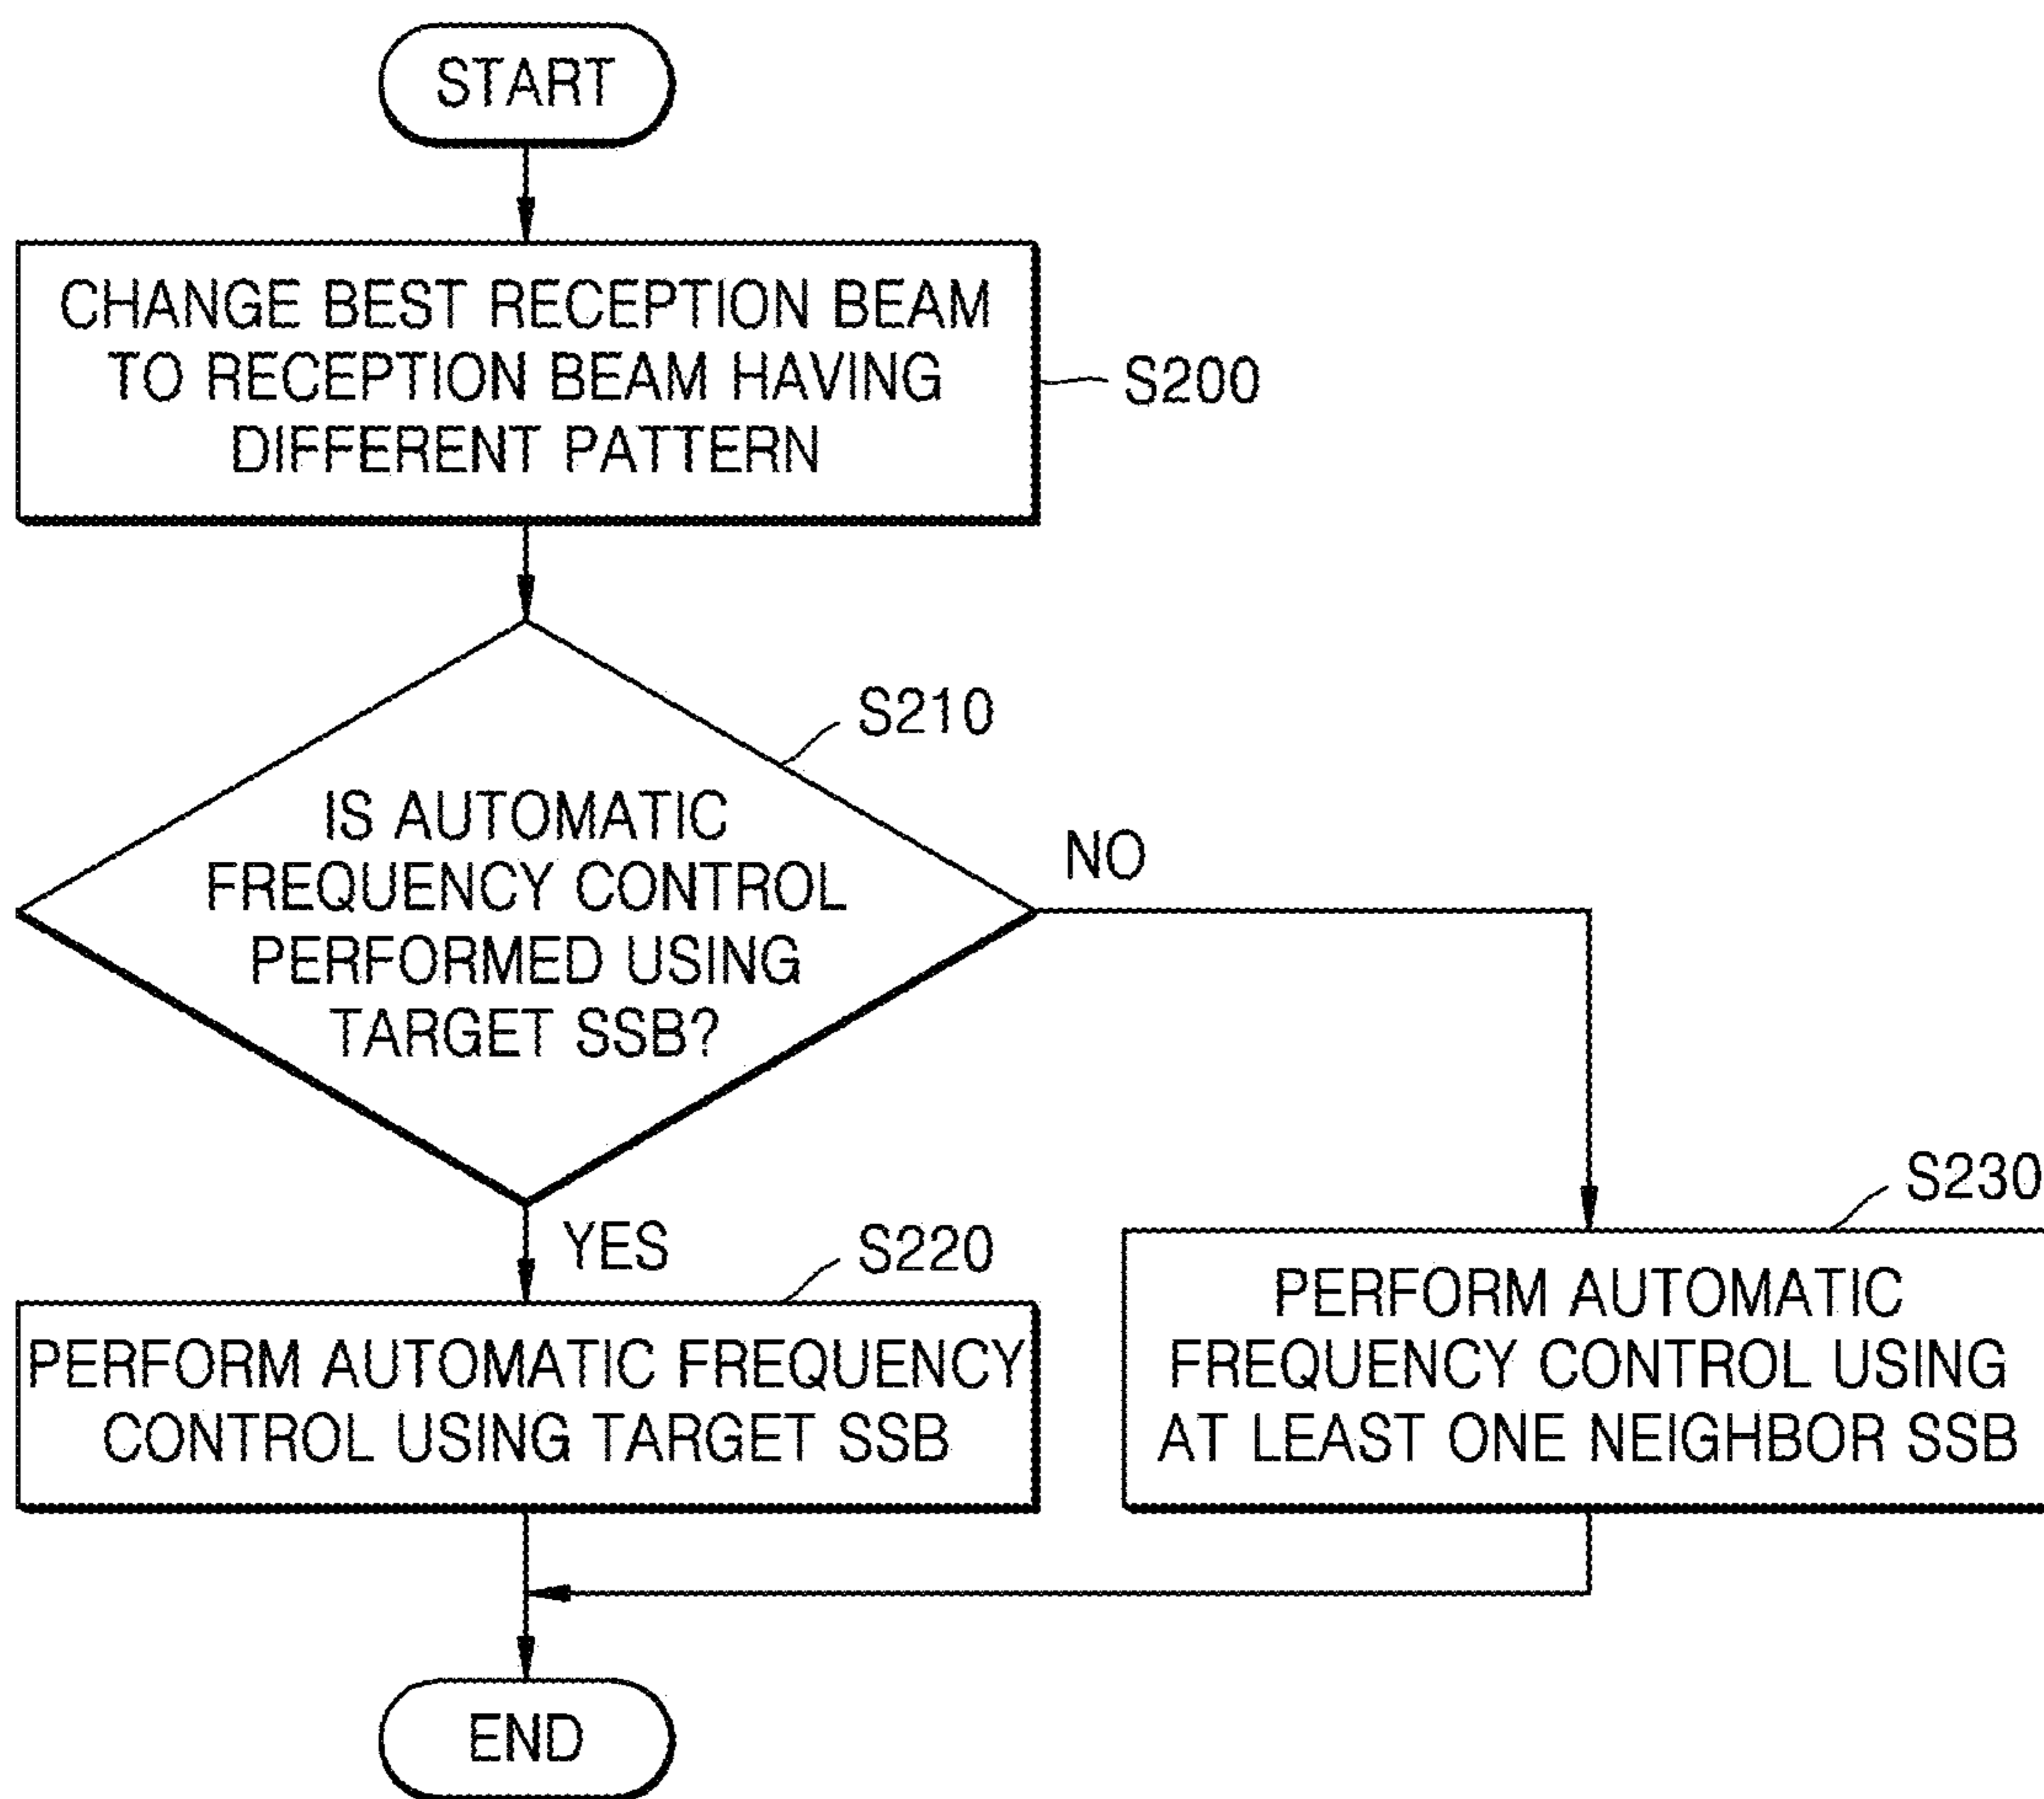 START
CHANGE BEST RECEPTION BEAM
TO RECEPTION BEAM HAVING
DIFFERENT PATTERN
S200
S210
IS AUTOMATIC
FREQUENCY CONTROL
PERFORMED USING
TARGET SSB?
NO
YES
S220
PERFORM AUTOMATIC FREQUENCY
CONTROL USING TARGET SSB
S230
PERFORM AUTOMATIC
FREQUENCY CONTROL USING
AT LEAST ONE NEIGHBOR SSB
END